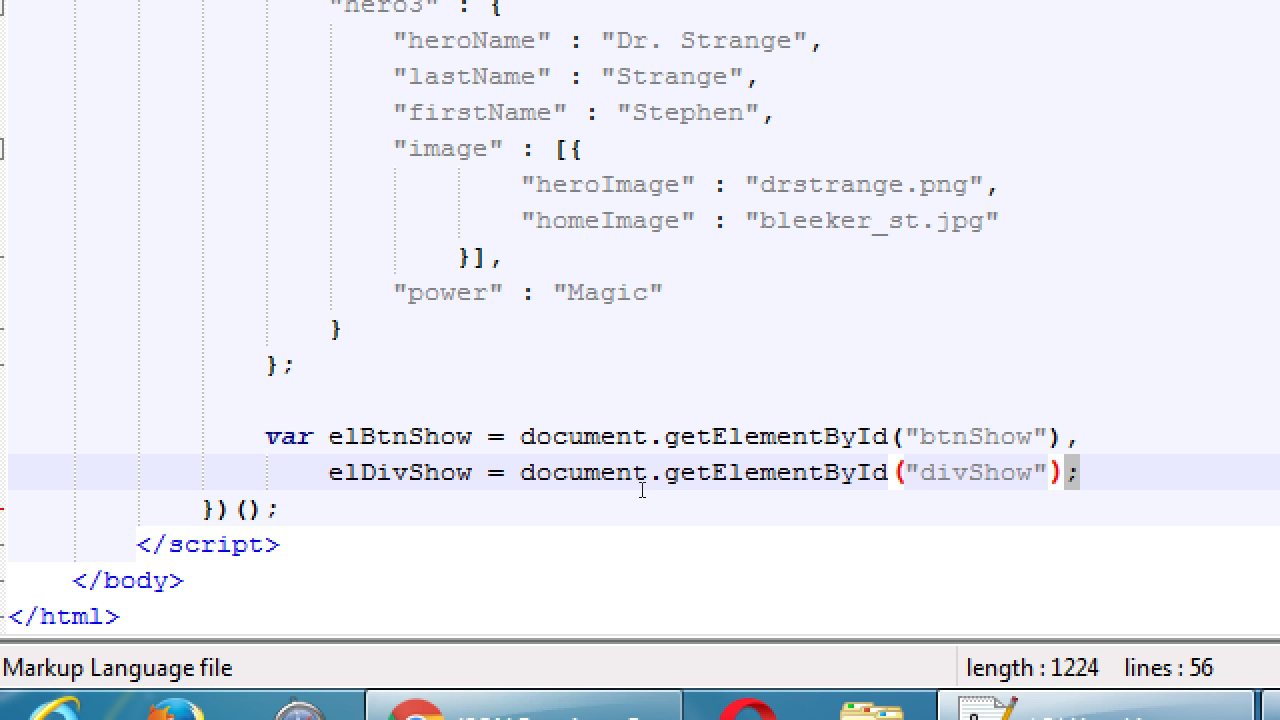 "hero3" : {
"heroName" : "Dr. Strange",
"lastName" : "Strange",
"firstName" : "Stephen",
"image" : [{
"heroImage" : "drstrange.png",
"homeImage" : "bleeker_st.jpg"
}],
"power" : "Magic"
}
};
var elBtnShow = document.getElementById("btnShow"),
elDivShow = document.getElementById("divShow");
})();
</script>
</body>
</html>
Markup Language file length : 1224 lines : 56